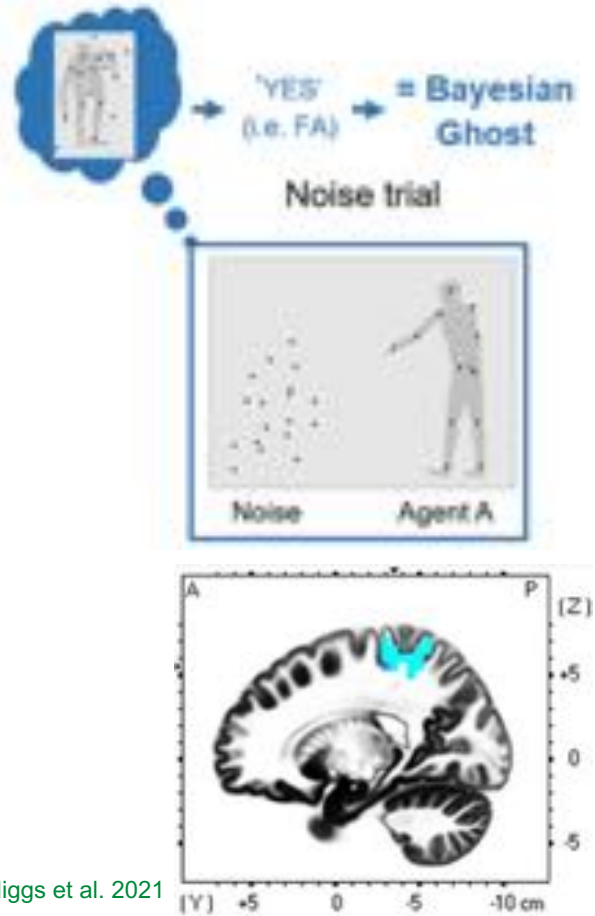 'YES' = Bayesian
(i.e. FA) Ghost
Noise trial
Noise Agent A
A P [Z]
+5
0
-5
iggs et al. 2021
[Y] +5 0 -5 -10 cm